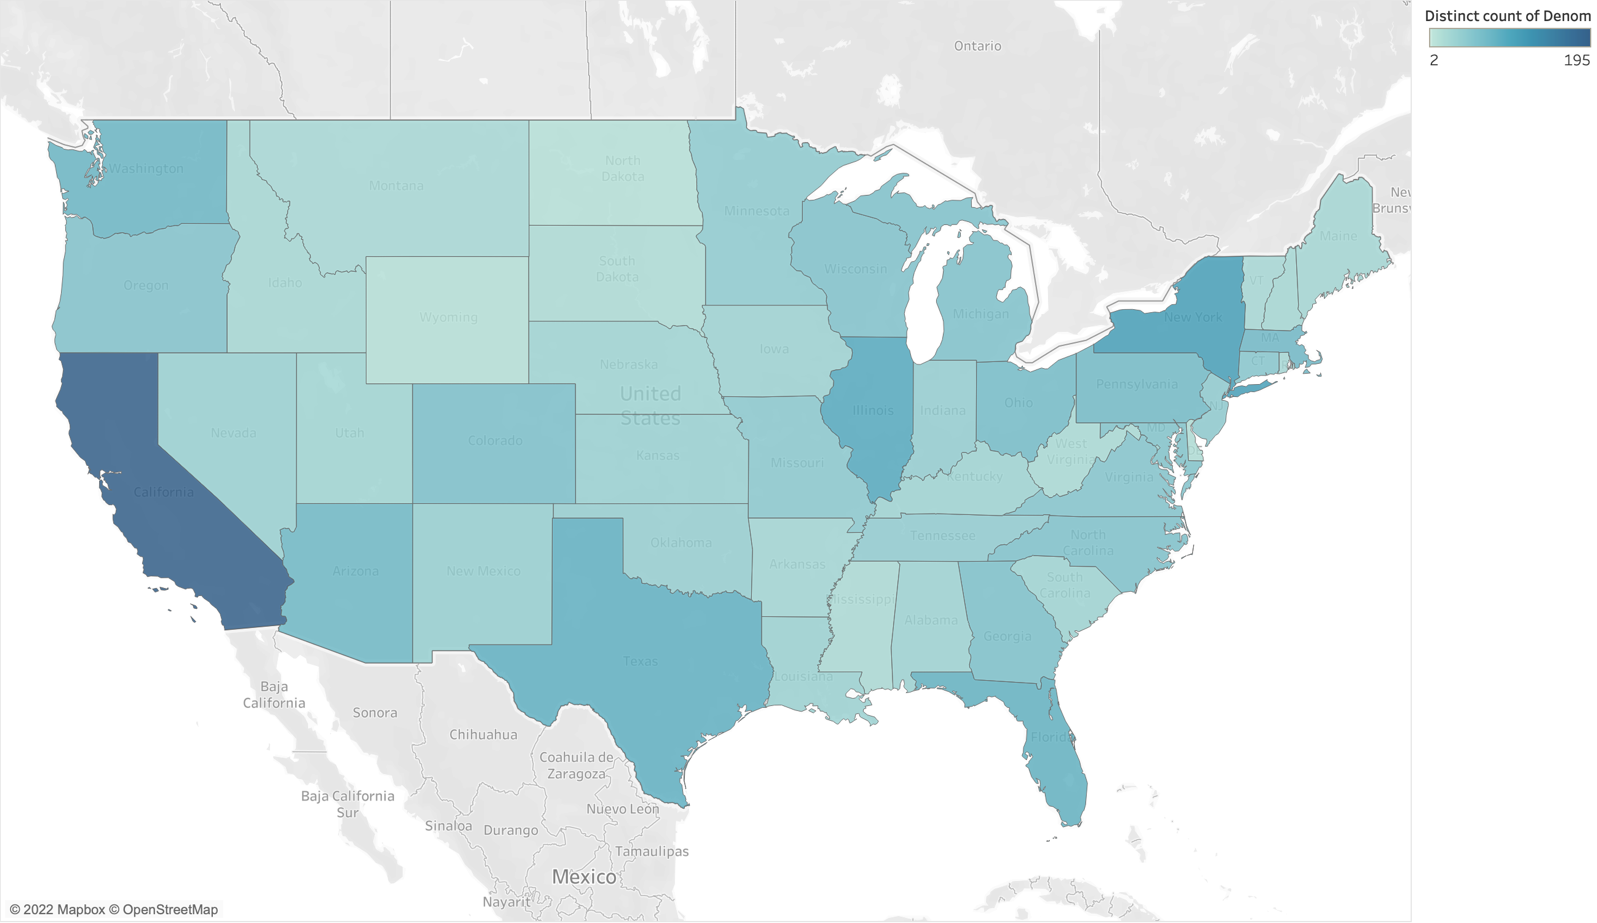 Distinct count of Denom
2 195
Ontario
Washington
North
Dakota
Montana
Minnesota
New
Brunsw
Maine
South
Dakota
Wisconsin
Oregon
Idaho
VT
Michigan
Wyoming
New York
MA
Iowa
Nebraska
CT
Pennsylvania
United
States
Ohio
Illinois
Indiana
NJ
Nevada
Utah
Colorado
MD
West
Virginia
DE
Kansas
Missouri
Kentucky
Virginia
California
Oklahoma
Tennessee
North
Carolina
Arizona
New Mexico
Arkansas
South
Carolina
Mississippi
Alabama
Georgia
Texas
Louisiana
Baja
California
Sonora
Florida
Chihuahua
Coahuila de
Zaragoza
Baja California
Sur
Nuevo León
Sinaloa
Durango
Tamaulipas
Mexico
Nayarit
© 2022 Mapbox © OpenStreetMap